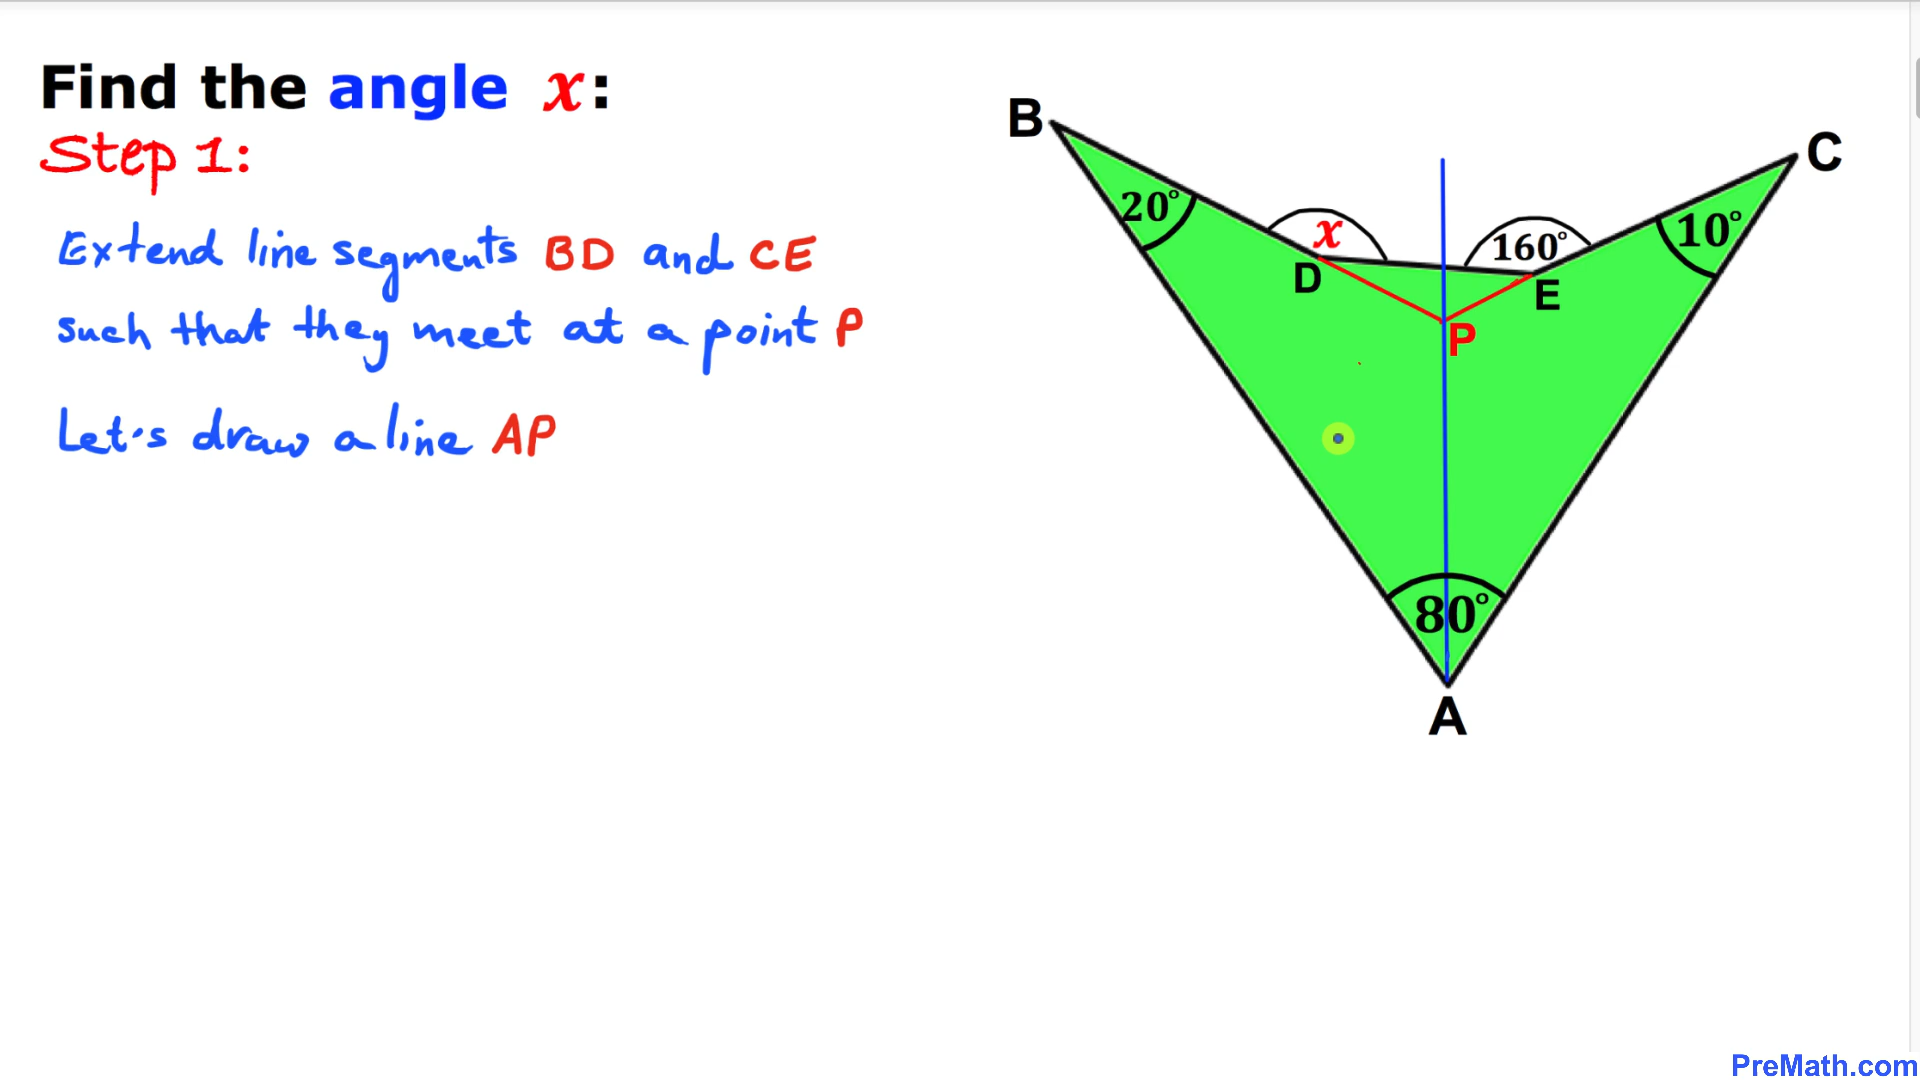 Find the angle x:
Step 1:
Extend line segments BD and CE
such that they meet at a point P
Let's draw a line AP
B
C
20°
x
160°
10°
D
E
P
80°
A
PreMath.com